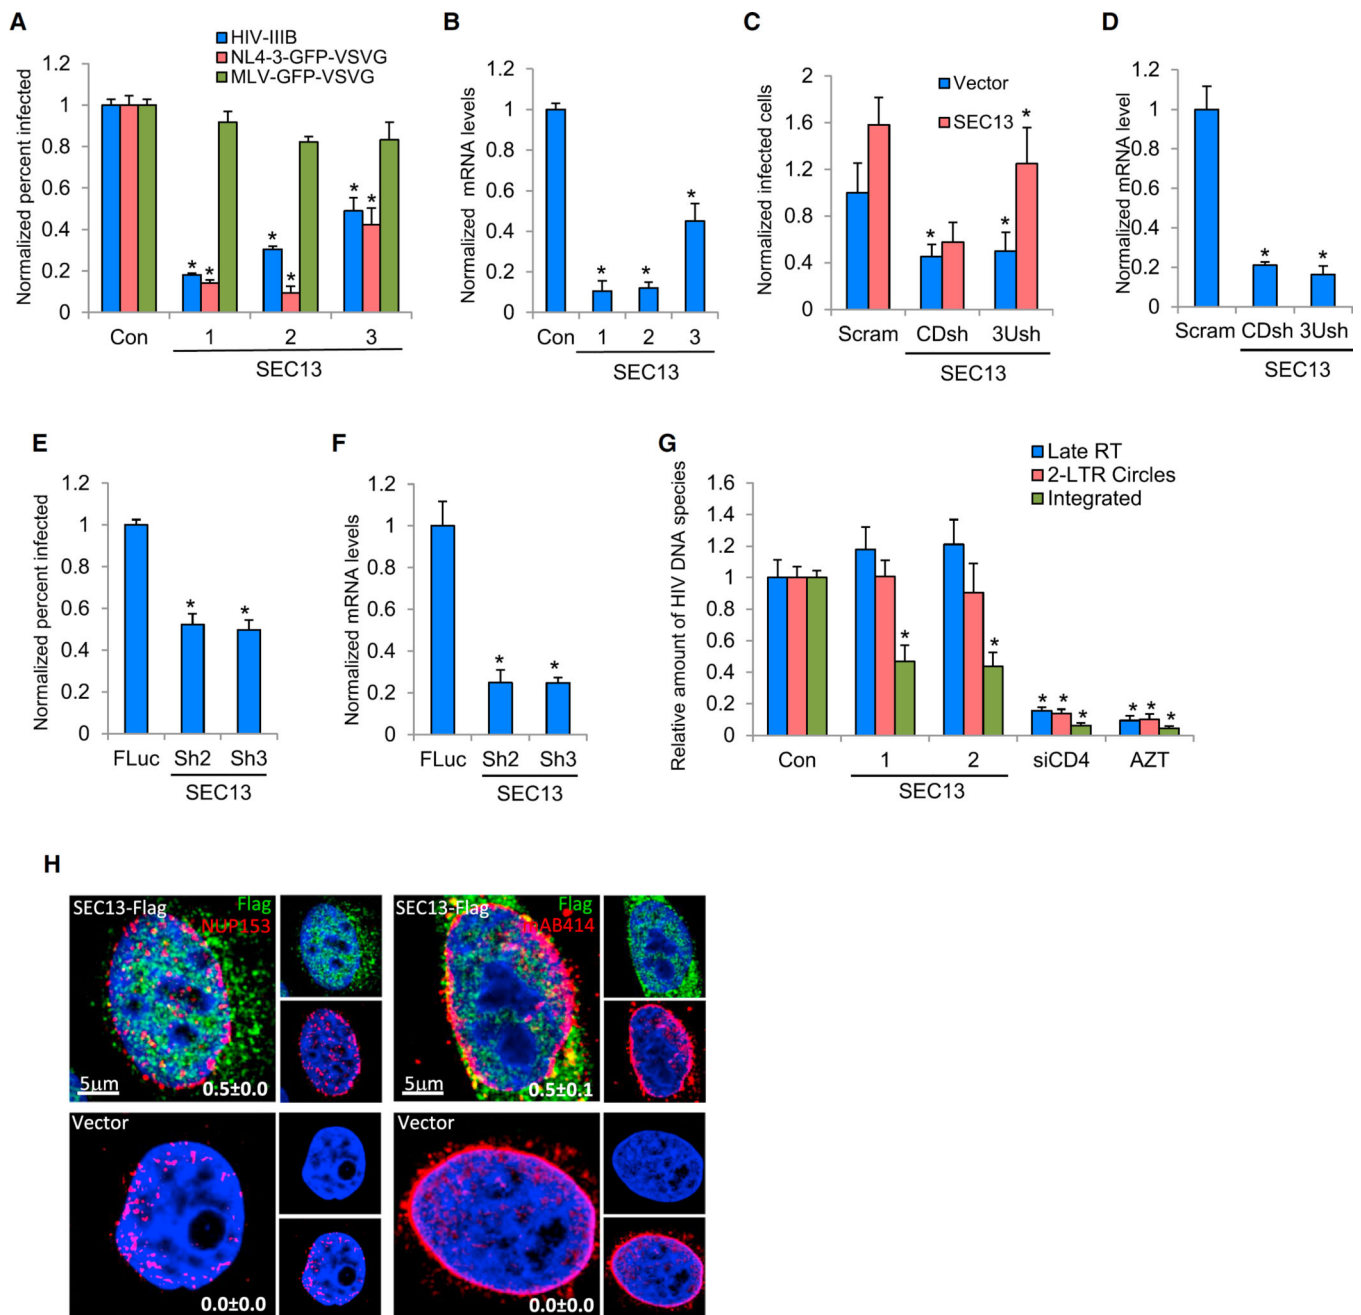 A
HIV-IIIB
NL4-3-GFP-VSVG
MLV-GFP-VSVG
Normalized percent infected
1.2
1
0.8
0.6
0.4
0.2
0
Con 1 2 3
SEC13
B
Normalized mRNA levels
1.2
1
0.8
0.6
0.4
0.2
0
* * *
Con 1 2 3
SEC13
C
Vector
SEC13
Normalized infected cells
2
1.6
1.2
0.8
0.4
0
Scram CDsh 3Ush
SEC13
D
Normalized mRNA level
1.2
1
0.8
0.6
0.4
0.2
0
* *
Scram CDsh 3Ush
SEC13
E
Normalized percent infected
1.2
1
0.8
0.6
0.4
0.2
0
* *
FLuc Sh2 Sh3
SEC13
F
Normalized mRNA levels
1.2
1
0.8
0.6
0.4
0.2
0
* *
FLuc Sh2 Sh3
SEC13
G
Late RT
2-LTR Circles
Integrated
Relative amount of HIV DNA species
1.6
1.4
1.2
1
0.8
0.6
0.4
0.2
0
* * * * * * * *
Con 1 2 siCD4 AZT
SEC13
H
SEC13-Flag Flag
NUP153
5μm 0.5±0.0
SEC13-Flag Flag
mAB414
5μm 0.5±0.1
Vector
0.0±0.0
Vector
0.0±0.0